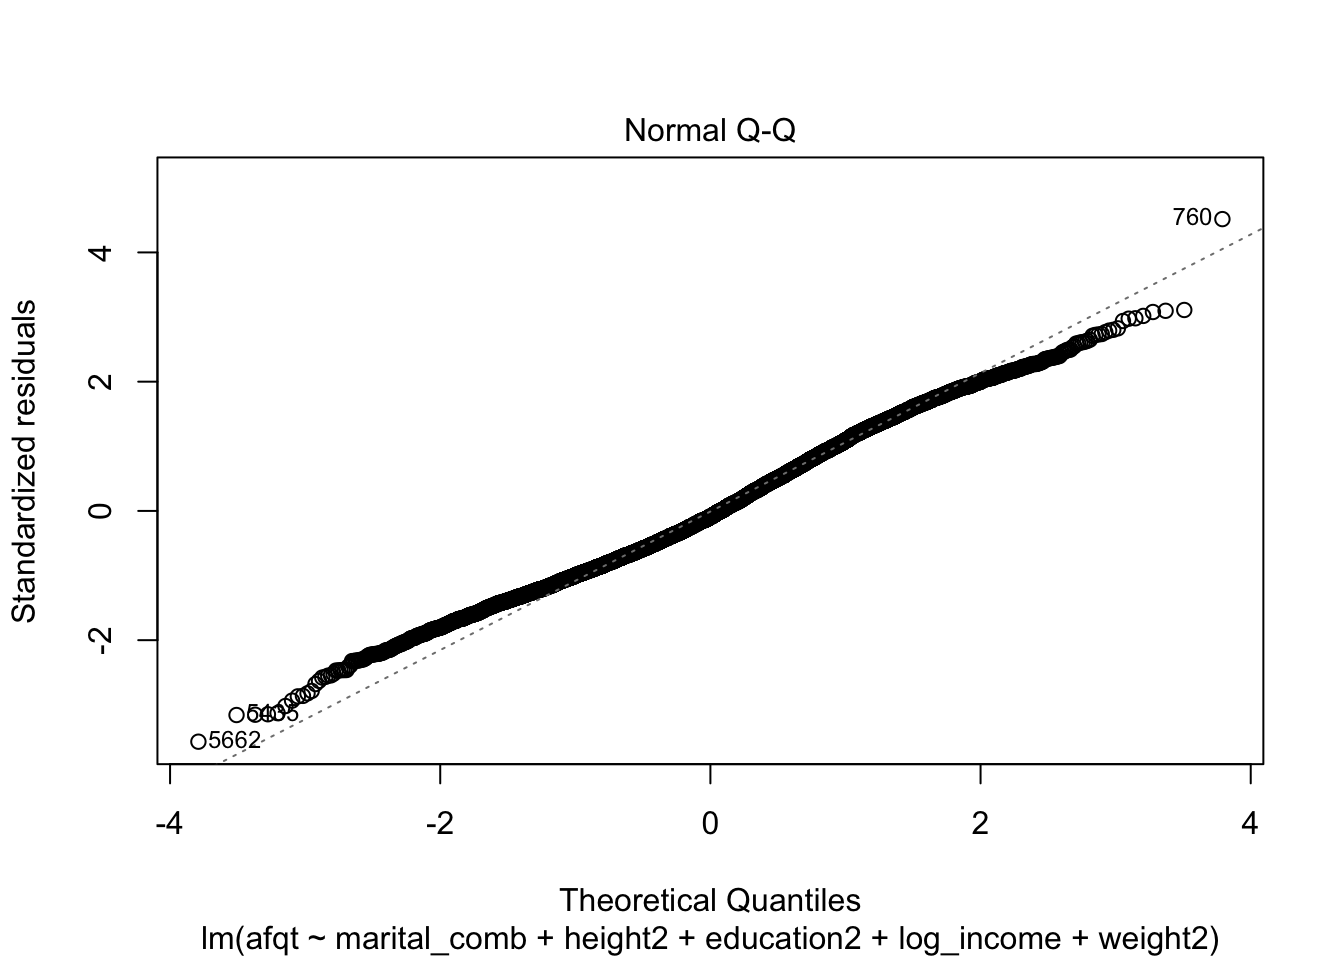 Normal Q-Q
Standardized residuals
4
2
0
-2
760
5662
-4
-2
0
2
4
Theoretical Quantiles
lm(afqt ~ marital_comb + height2 + education2 + log_income + weight2)